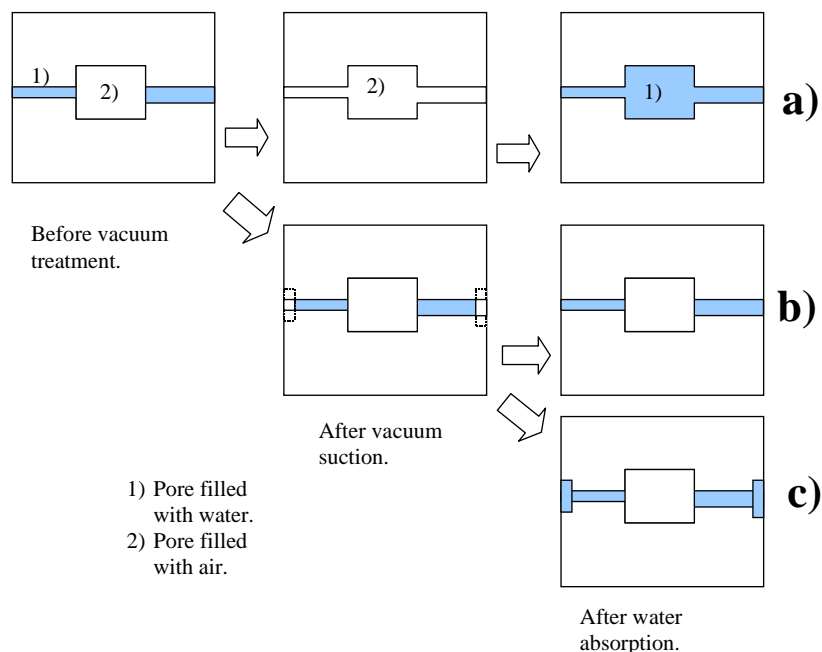 1)
2)
2)
1)
a)
Before vacuum
treatment.
b)
After vacuum
suction.
1) Pore filled
with water.
2) Pore filled
with air.
c)
After water
absorption.